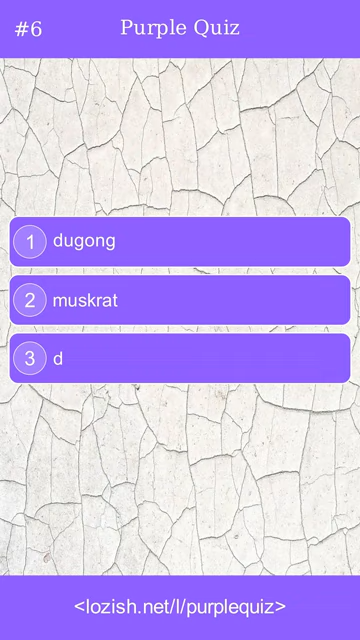 #6
Purple Quiz
1 dugong
2 muskrat
3 d
<lozish.net/l/purplequiz>